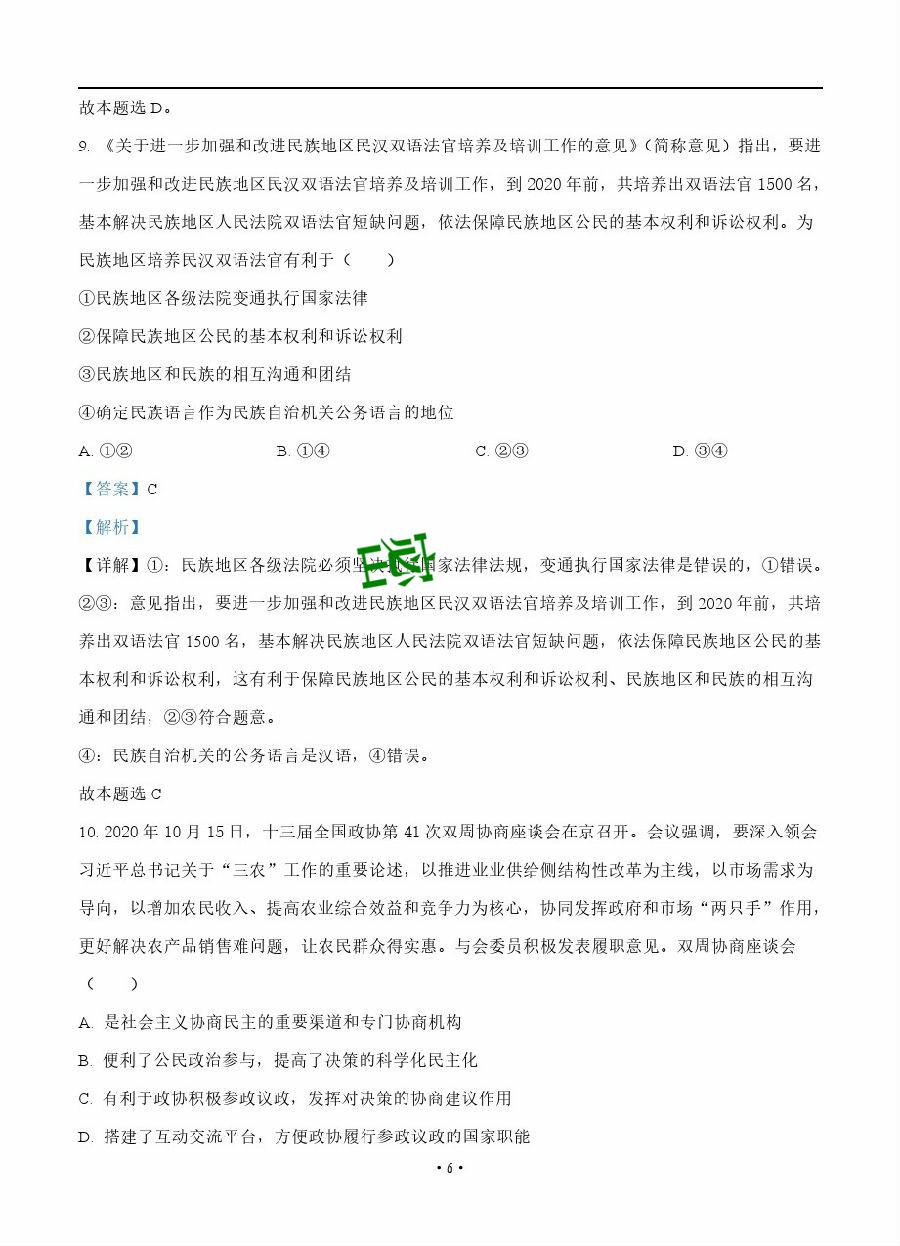 故本题选 D。
9. 《关于进一步加强和改进民族地区民汉双语法官培养及培训工作的意见》（简称意见）指出，要进
一步加强和改进民族地区民汉双语法官培养及培训工作，到 2020 年前，共培养出双语法官 1500 名，
基本解决民族地区人民法院双语法官短缺问题，依法保障民族地区公民的基本权利和诉讼权利。为
民族地区培养民汉双语法官有利于（　　）
①民族地区各级法院变通执行国家法律
②保障民族地区公民的基本权利和诉讼权利
③民族地区和民族的相互沟通和团结
④确定民族语言作为民族自治机关公务语言的地位
A. ①② B. ①④ C. ②③ D. ③④
【答案】C
【解析】
【详解】①：民族地区各级法院必须坚决执行国家法律法规，变通执行国家法律是错误的，①错误。
②③：意见指出，要进一步加强和改进民族地区民汉双语法官培养及培训工作，到 2020 年前，共培
养出双语法官 1500 名，基本解决民族地区人民法院双语法官短缺问题，依法保障民族地区公民的基
本权利和诉讼权利，这有利于保障民族地区公民的基本权利和诉讼权利、民族地区和民族的相互沟
通和团结，②③符合题意。
④：民族自治机关的公务语言是汉语，④错误。
故本题选 C
10. 2020 年 10 月 15 日，十三届全国政协第 41 次双周协商座谈会在京召开。会议强调，要深入领会
习近平总书记关于“三农”工作的重要论述，以推进业业供给侧结构性改革为主线，以市场需求为
导向，以增加农民收入、提高农业综合效益和竞争力为核心，协同发挥政府和市场“两只手”作用，
更好解决农产品销售难问题，让农民群众得实惠。与会委员积极发表履职意见。双周协商座谈会
（　　）
A. 是社会主义协商民主的重要渠道和专门协商机构
B. 便利了公民政治参与，提高了决策的科学化民主化
C. 有利于政协积极参政议政，发挥对决策的协商建议作用
D. 搭建了互动交流平台，方便政协履行参政议政的国家职能
• 6 •